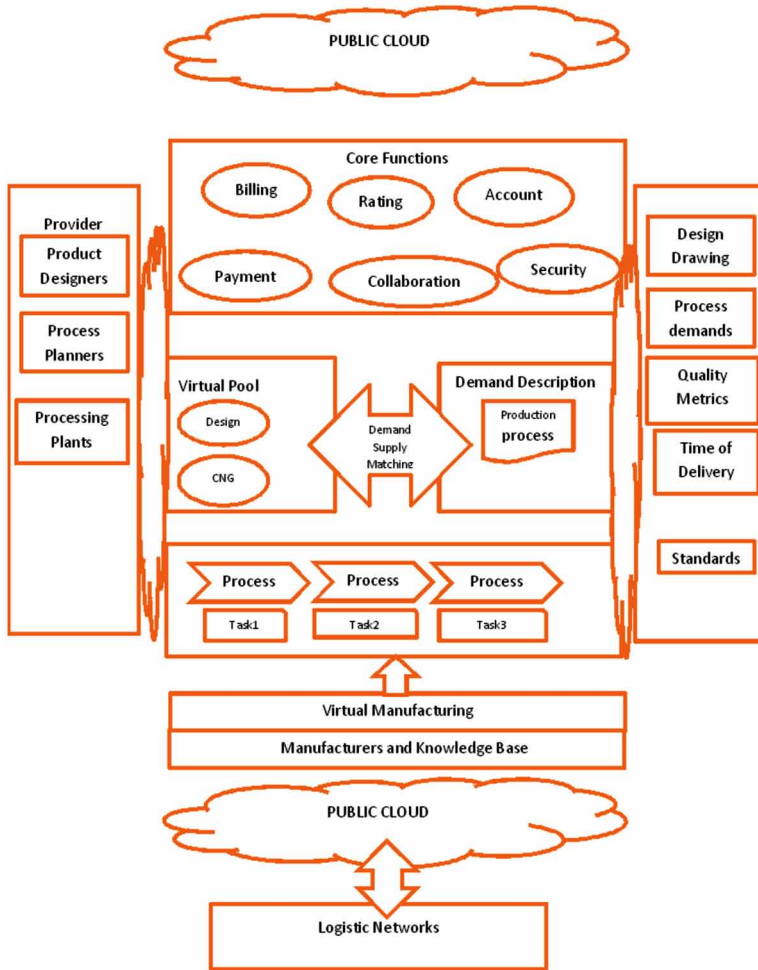 PUBLIC CLOUD
Core Functions
Billing
Rating
Account
Payment
Collaboration
Security
Provider
Product
Designers
Process
Planners
Processing
Plants
Virtual Pool
Design
CNG
Demand
Supply
Matching
Demand Description
Production
process
Design
Drawing
Process
demands
Quality
Metrics
Time of
Delivery
Standards
Process
Process
Process
Task1
Task2
Task3
Virtual Manufacturing
Manufacturers and Knowledge Base
PUBLIC CLOUD
Logistic Networks